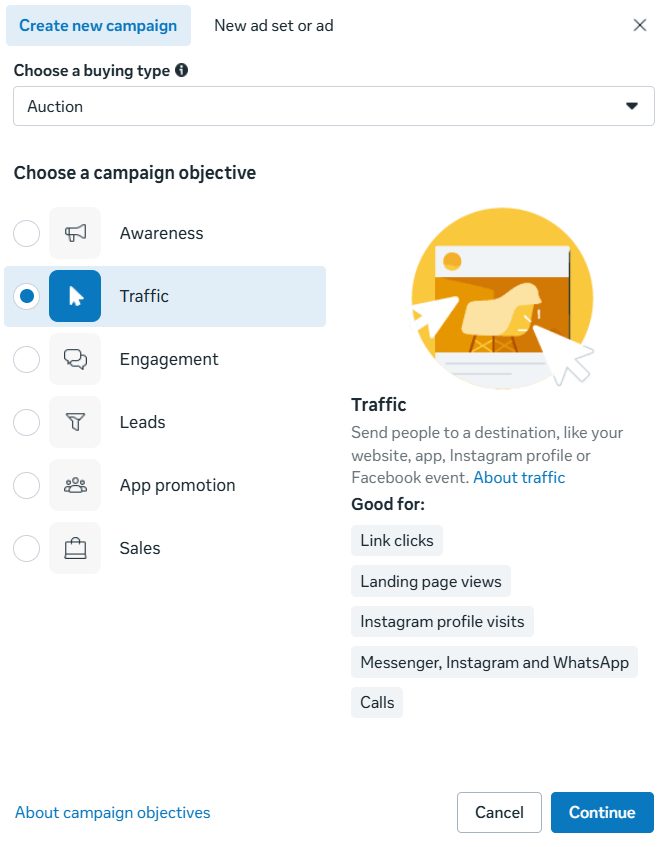 Create new campaign
New ad set or ad
Choose a buying type
Auction
Choose a campaign objective
Awareness
Traffic
Engagement
Leads
App promotion
Sales
Traffic
Send people to a destination, like your
website, app, Instagram profile or
Facebook event. About traffic
Good for:
Link clicks
Landing page views
Instagram profile visits
Messenger, Instagram and WhatsApp
Calls
About campaign objectives
Cancel
Continue